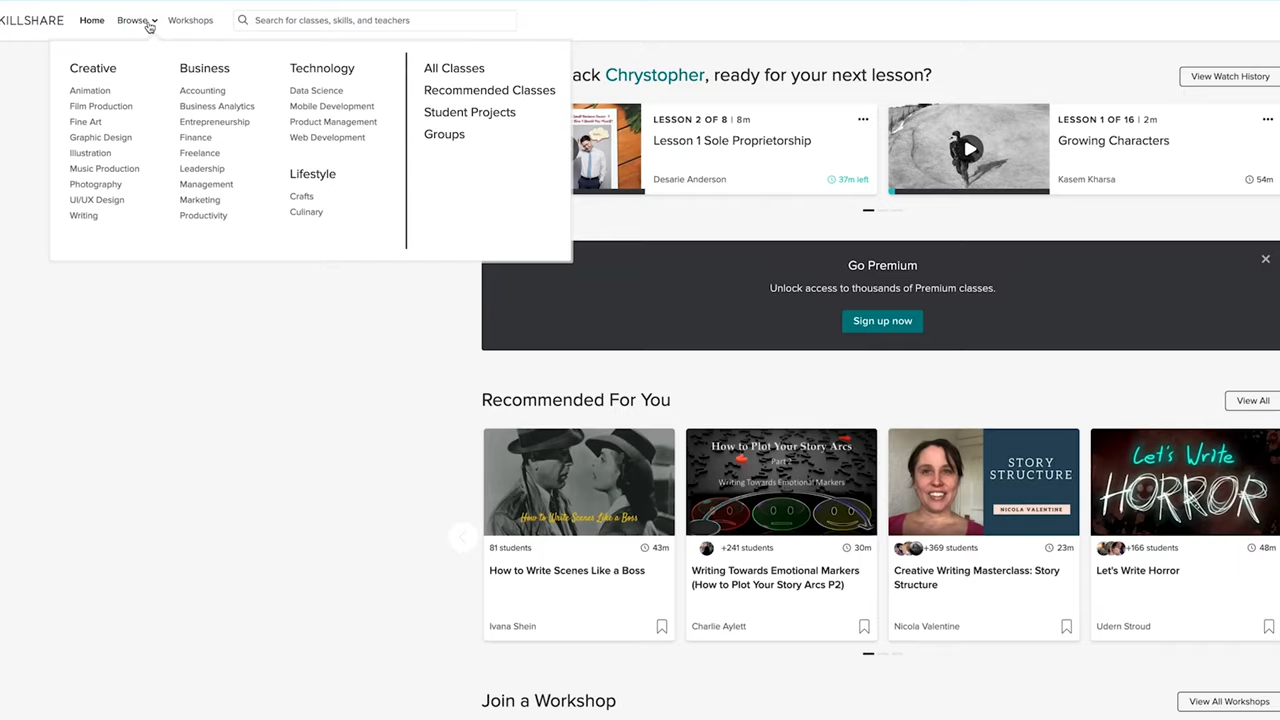 KILLSHARE
Home
Browse
Workshops
Search for classes, skills, and teachers
Creative
Animation
Film Production
Fine Art
Graphic Design
Illustration
Music Production
Photography
UI/UX Design
Writing
Business
Accounting
Business Analytics
Entrepreneurship
Finance
Freelance
Leadership
Management
Marketing
Productivity
Technology
Data Science
Mobile Development
Product Management
Web Development
Lifestyle
Crafts
Culinary
All Classes
Recommended Classes
Student Projects
Groups
ack Chrystopher, ready for your next lesson?
View Watch History
LESSON 2 OF 8 | 8m
Lesson 1 Sole Proprietorship
Desarie Anderson
37m left
LESSON 1 OF 16 | 2m
Growing Characters
Kasem Kharsa
54m
Go Premium
Unlock access to thousands of Premium classes.
Sign up now
Recommended For You
View All
How to Write Scenes Like a Boss
81 students
43m
How to Write Scenes Like a Boss
Ivana Shein
How to Plot Your Story Arcs
Part 2
Writing Towards Emotional Markers
+241 students
30m
Writing Towards Emotional Markers
(How to Plot Your Story Arcs P2)
Charlie Aylett
STORY
STRUCTURE
NICOLA VALENTINE
+369 students
23m
Creative Writing Masterclass: Story
Structure
Nicola Valentine
Let's Write
HORROR
+166 students
48m
Let's Write Horror
Udern Stroud
Join a Workshop
View All Workshops